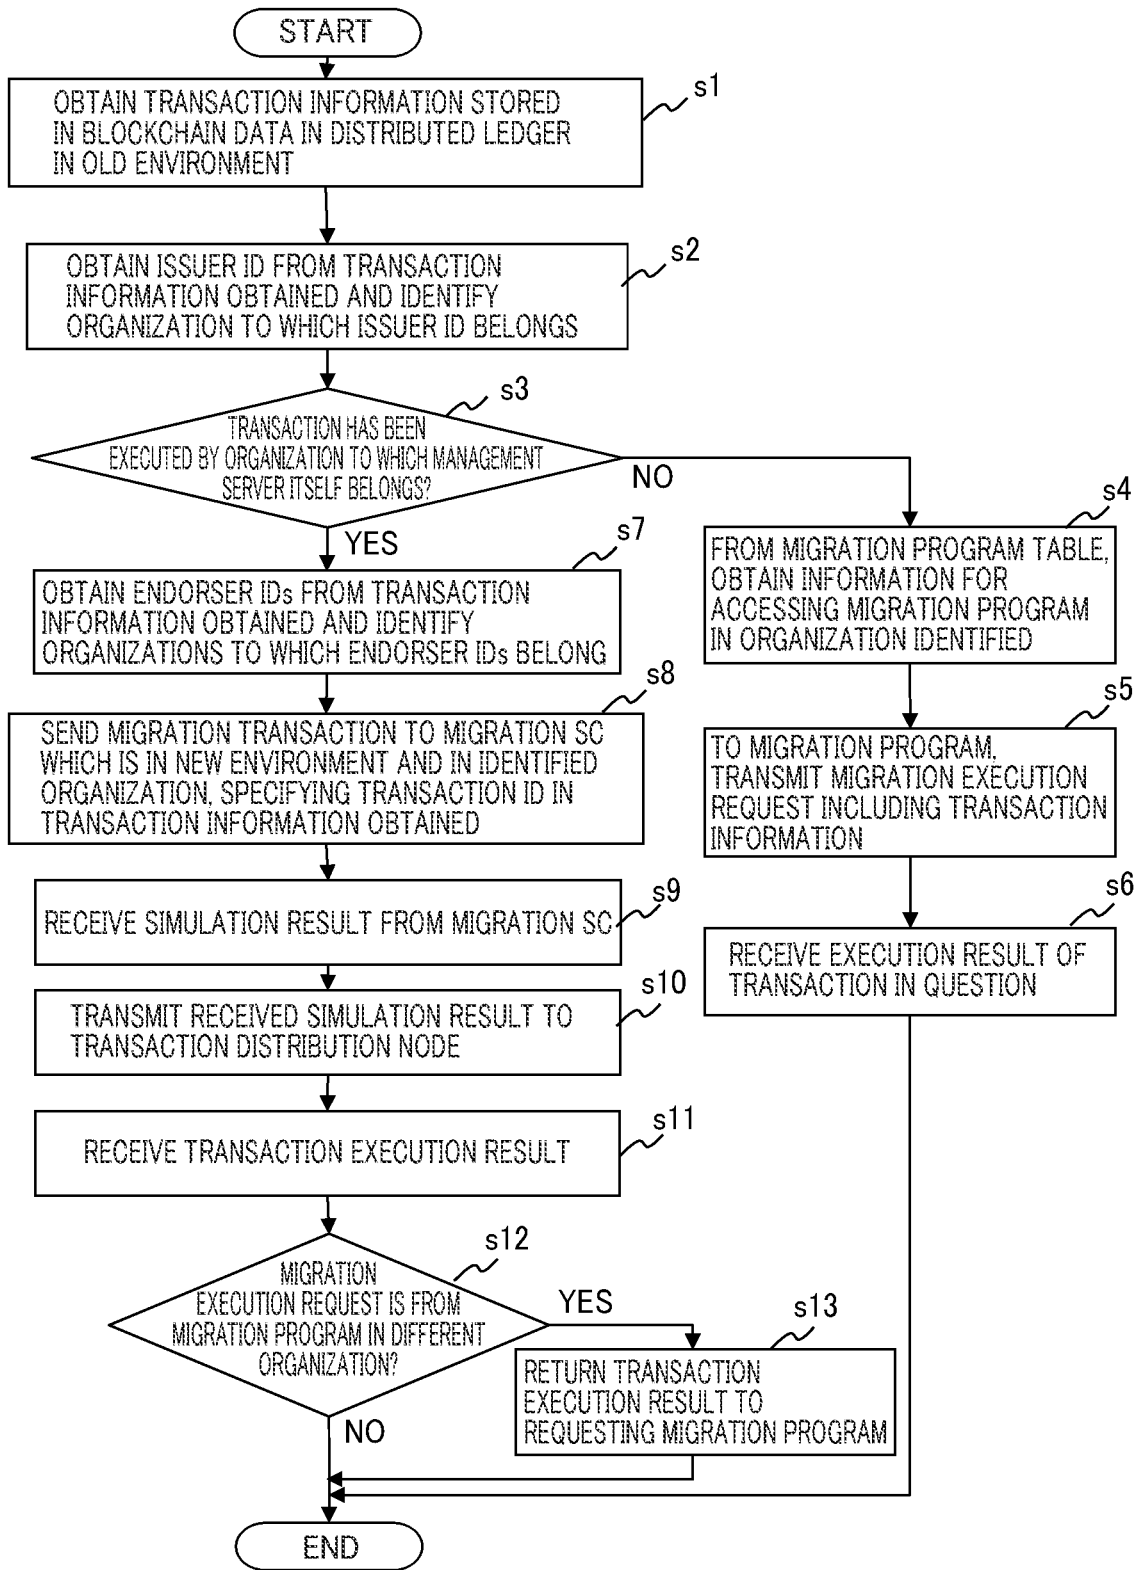 START
s1
OBTAIN TRANSACTION INFORMATION STORED
IN BLOCKCHAIN DATA IN DISTRIBUTED LEDGER
IN OLD ENVIRONMENT
s2
OBTAIN ISSUER ID FROM TRANSACTION
INFORMATION OBTAINED AND IDENTIFY
ORGANIZATION TO WHICH ISSUER ID BELONGS
s3
TRANSACTION HAS BEEN
EXECUTED BY ORGANIZATION TO WHICH MANAGEMENT
SERVER ITSELF BELONGS?
NO
YES
s4
FROM MIGRATION PROGRAM TABLE,
OBTAIN INFORMATION FOR
ACCESSING MIGRATION PROGRAM
IN ORGANIZATION IDENTIFIED
s5
TO MIGRATION PROGRAM,
TRANSMIT MIGRATION EXECUTION
REQUEST INCLUDING TRANSACTION
INFORMATION
s6
RECEIVE EXECUTION RESULT OF
TRANSACTION IN QUESTION
s7
OBTAIN ENDORSER IDs FROM TRANSACTION
INFORMATION OBTAINED AND IDENTIFY
ORGANIZATIONS TO WHICH ENDORSER IDs BELONG
s8
SEND MIGRATION TRANSACTION TO MIGRATION SC
WHICH IS IN NEW ENVIRONMENT AND IN IDENTIFIED
ORGANIZATION, SPECIFYING TRANSACTION ID IN
TRANSACTION INFORMATION OBTAINED
s9
RECEIVE SIMULATION RESULT FROM MIGRATION SC
s10
TRANSMIT RECEIVED SIMULATION RESULT TO
TRANSACTION DISTRIBUTION NODE
s11
RECEIVE TRANSACTION EXECUTION RESULT
s12
MIGRATION
EXECUTION REQUEST IS FROM
MIGRATION PROGRAM IN DIFFERENT
ORGANIZATION?
YES
NO
s13
RETURN TRANSACTION
EXECUTION RESULT TO
REQUESTING MIGRATION PROGRAM
END